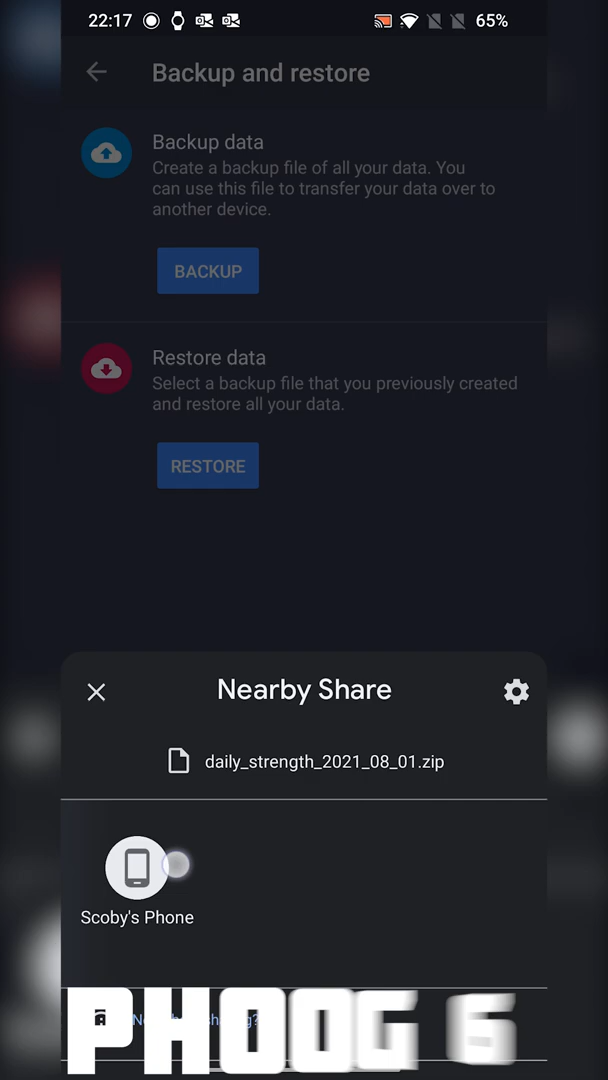 22:17
65%
Backup and restore
Backup data
Create a backup file of all your data. You
can use this file to transfer your data over to
another device.
BACKUP
Restore data
Select a backup file that you previously created
and restore all your data.
RESTORE
Nearby Share
daily_strength_2021_08_01.zip
Scoby's Phone
PHOOG 6